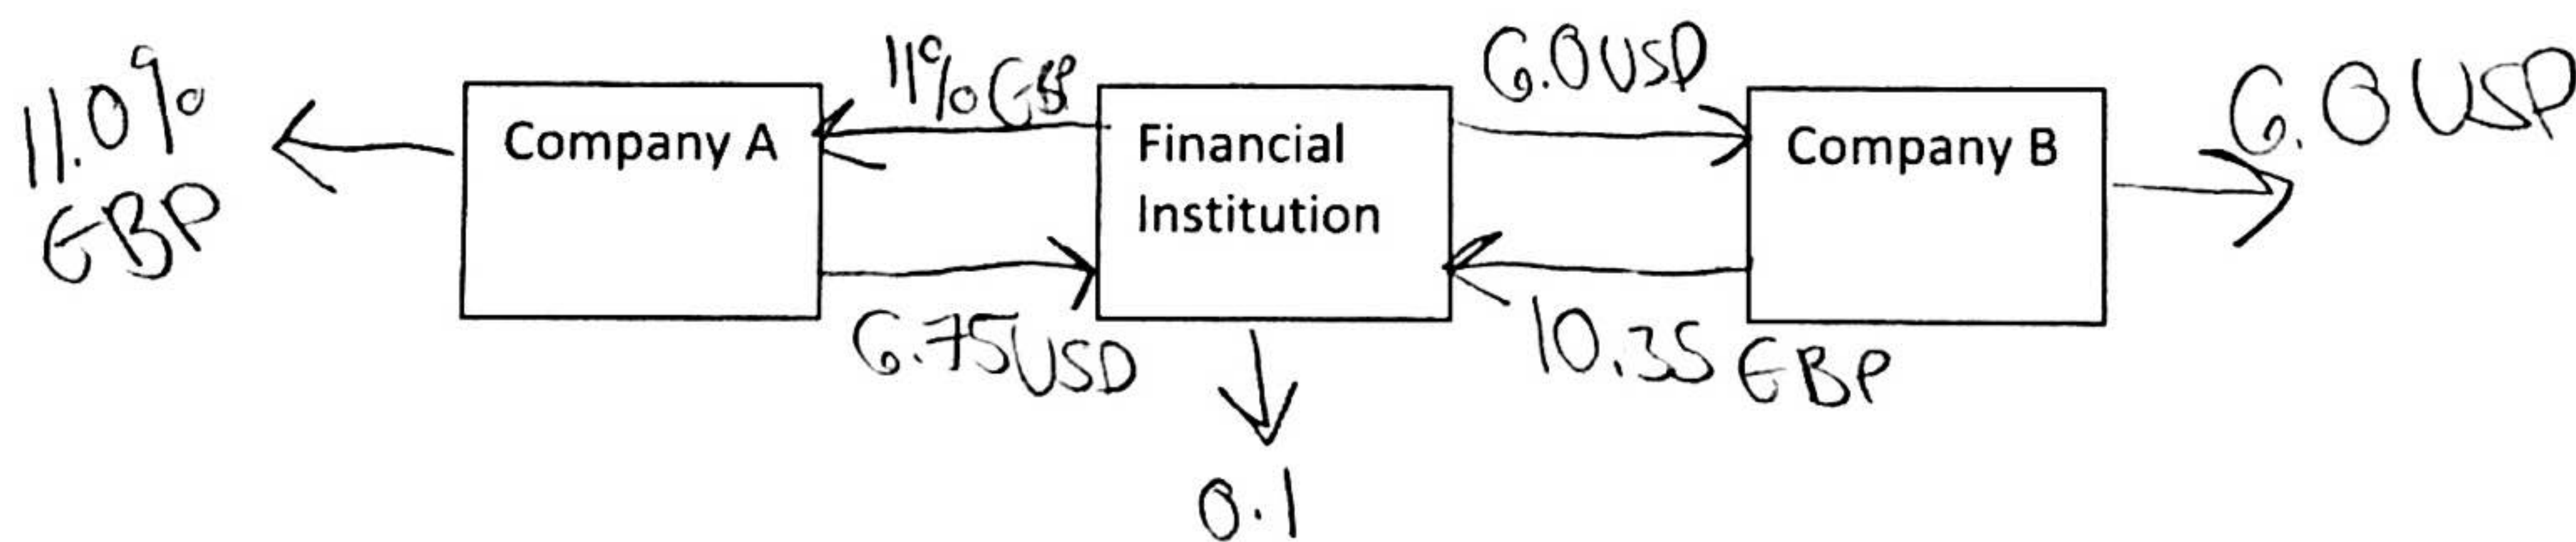 11.0%
GBP
Company A
11% GBP
6.75 USD
Financial
Institution
0.1
6.0 USD
10.35 GBP
Company B
6.0 USD